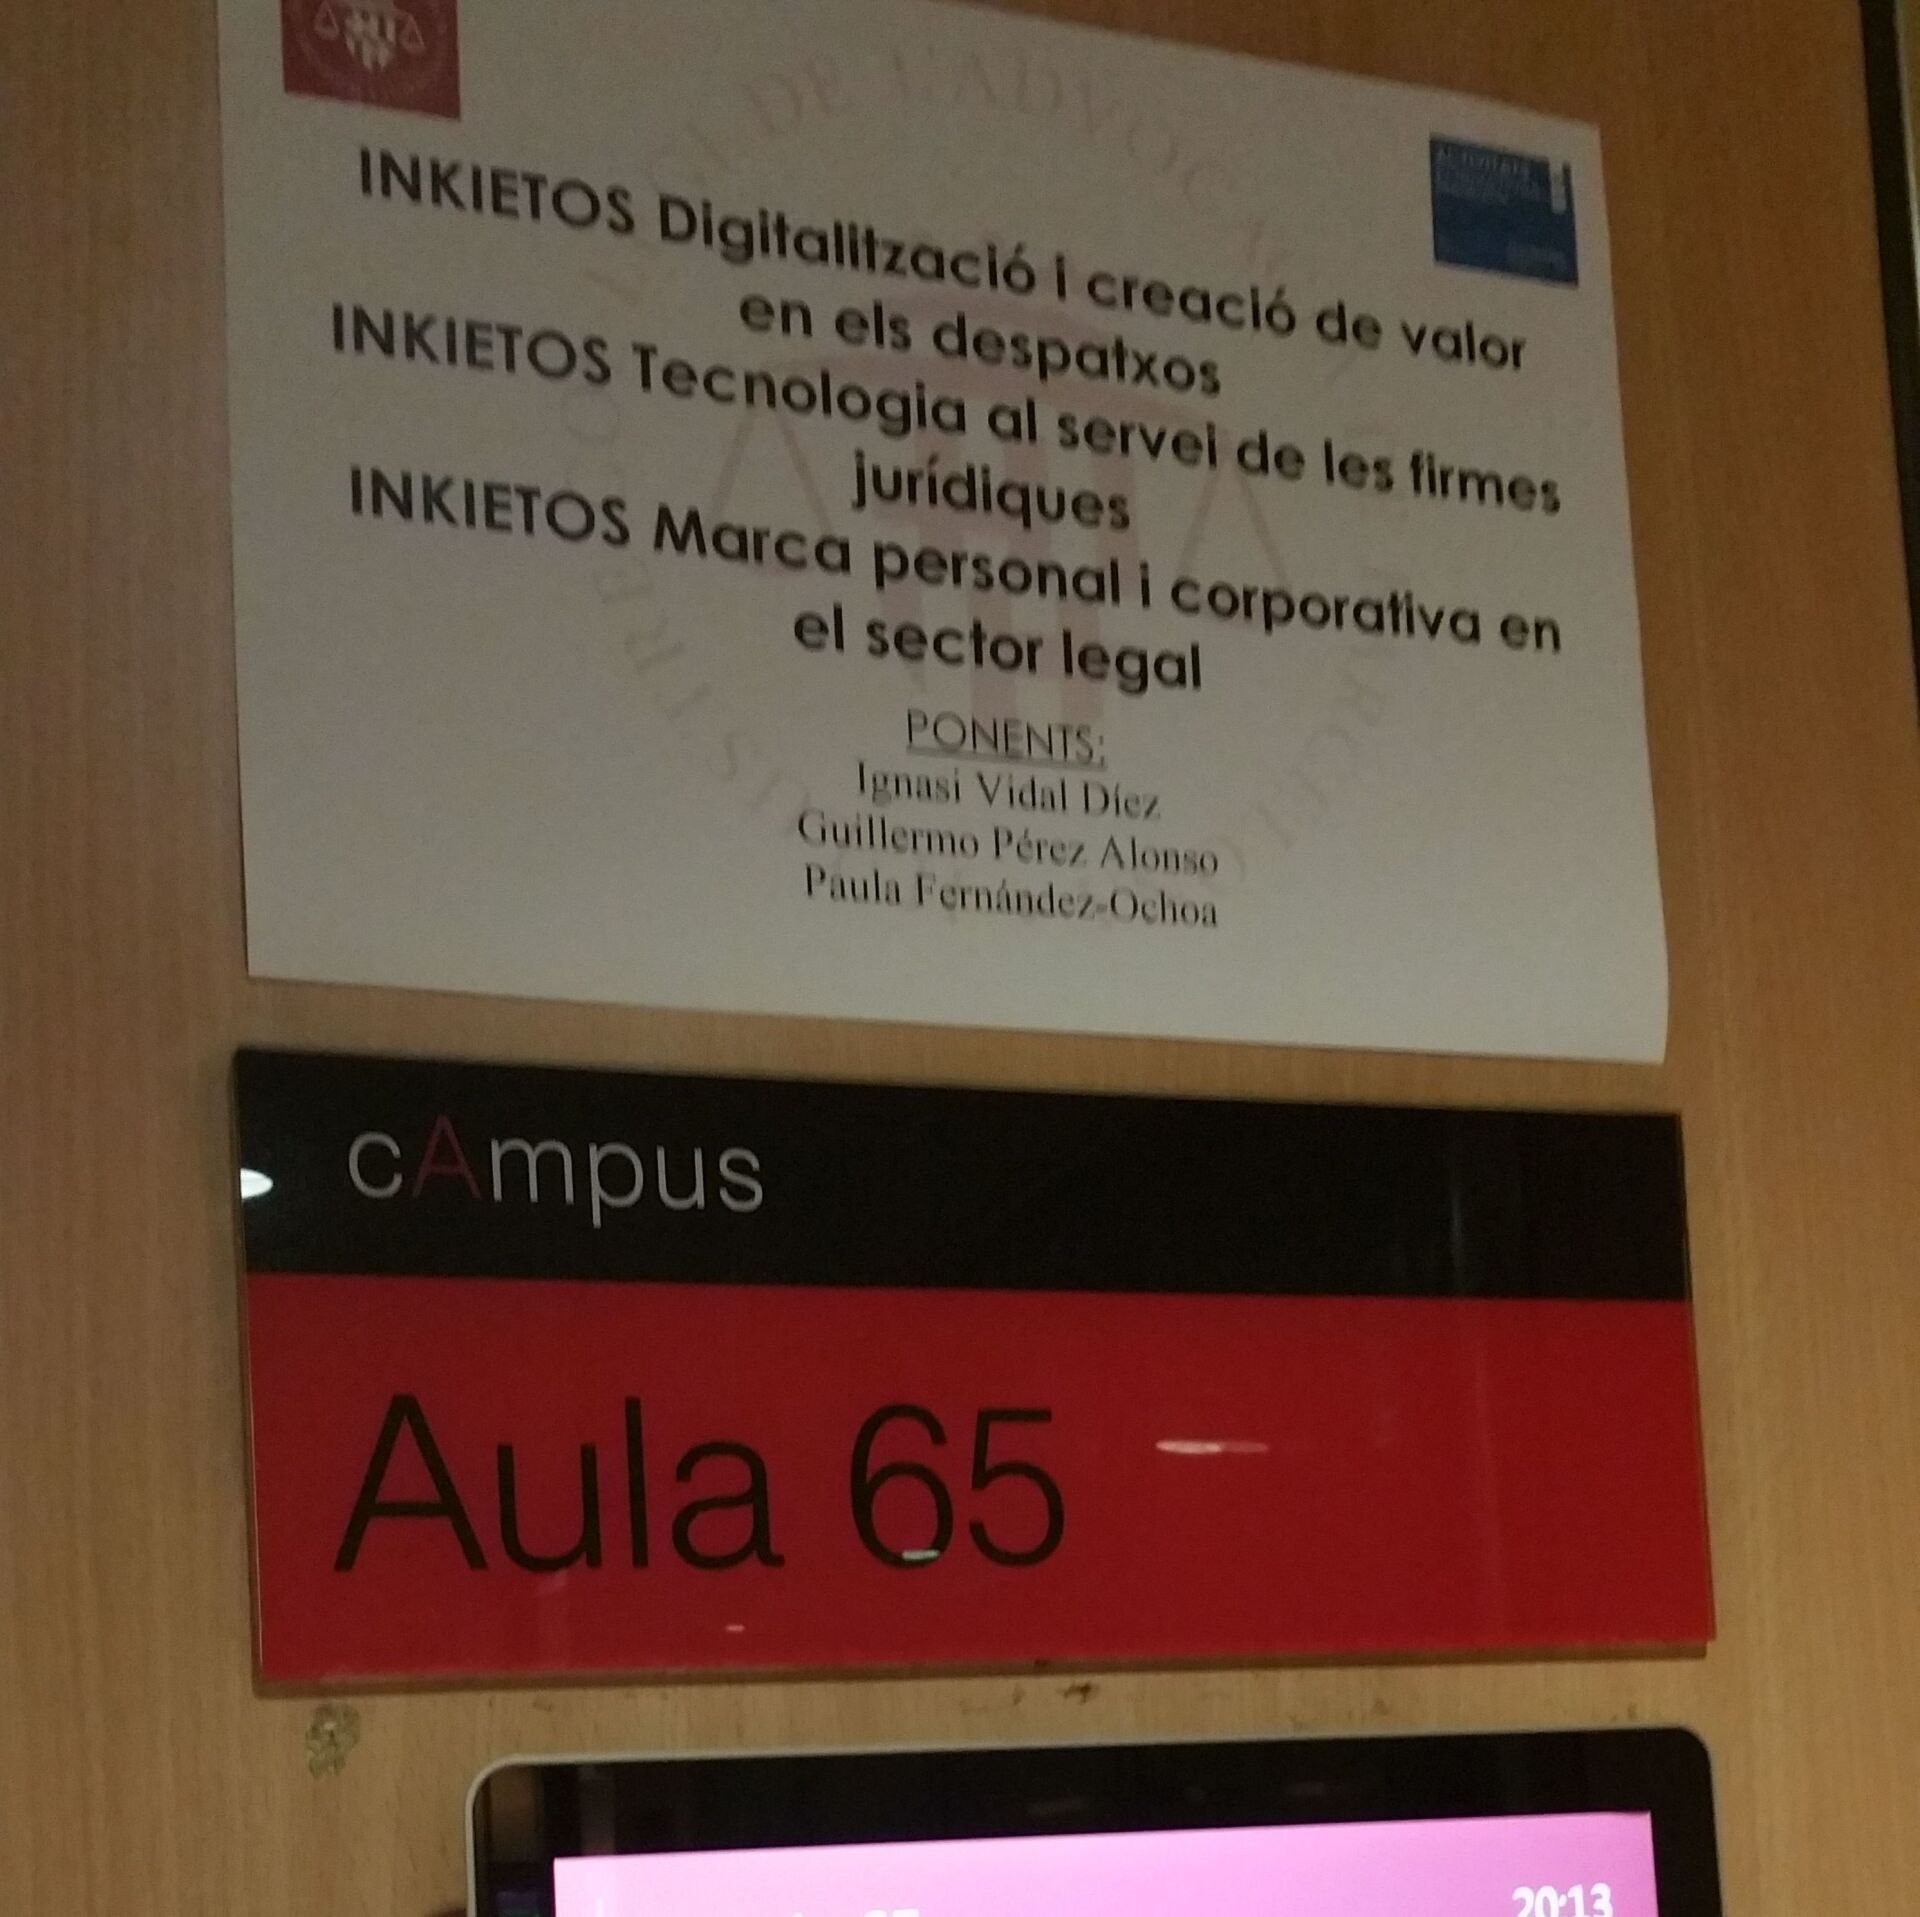 INKIETOS Digitalització i creació de valor
en els despatxos
INKIETOS Tecnologia al servei de les firmes
jurídiques
INKIETOS Marca personal i corporativa en
el sector legal
PONENTS:
Ignasi Vidal Díez
Guillermo Pérez Alonso
Paula Fernández-Ochoa
cAmpus
Aula 65
20:13